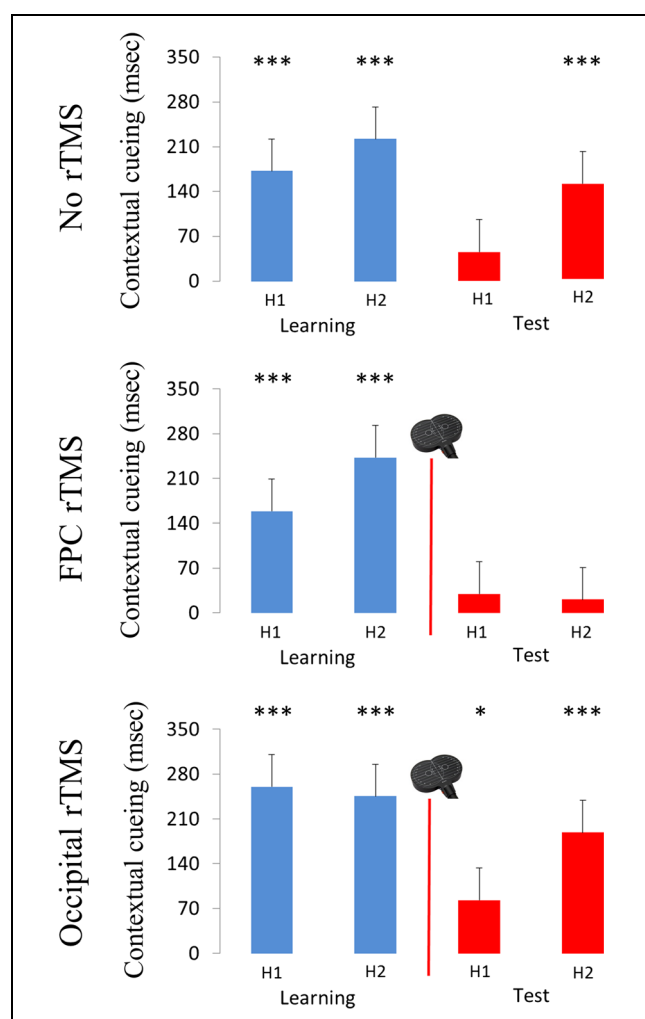 No rTMS
Contextual cueing (msec)
350
280
210
140
70
0
*** *** ***
H1 H2 H1 H2
Learning Test
FPC rTMS
Contextual cueing (msec)
350
280
210
140
70
0
*** ***
H1 H2 H1 H2
Learning Test
Occipital rTMS
Contextual cueing (msec)
350
280
210
140
70
0
*** *** * ***
H1 H2 H1 H2
Learning Test